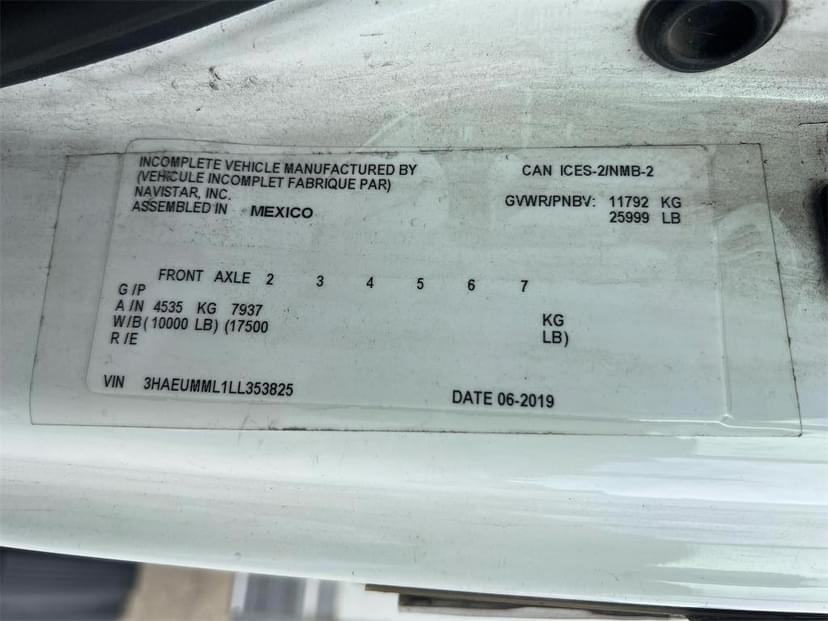 INCOMPLETE VEHICLE MANUFACTURED BY
(VEHICULE INCOMPLET FABRIQUE PAR)
NAVISTAR, INC.
ASSEMBLED IN MEXICO
CAN ICES-2/NMB-2
GVWR/PNBV: 11792 KG
25999 LB
FRONT AXLE 2 3 4 5 6 7
G /P
A /N 4535 KG 7937 KG
W/B (10000 LB) (17500 LB)
R /E
VIN 3HAEUMML1LL353825
DATE 06-2019